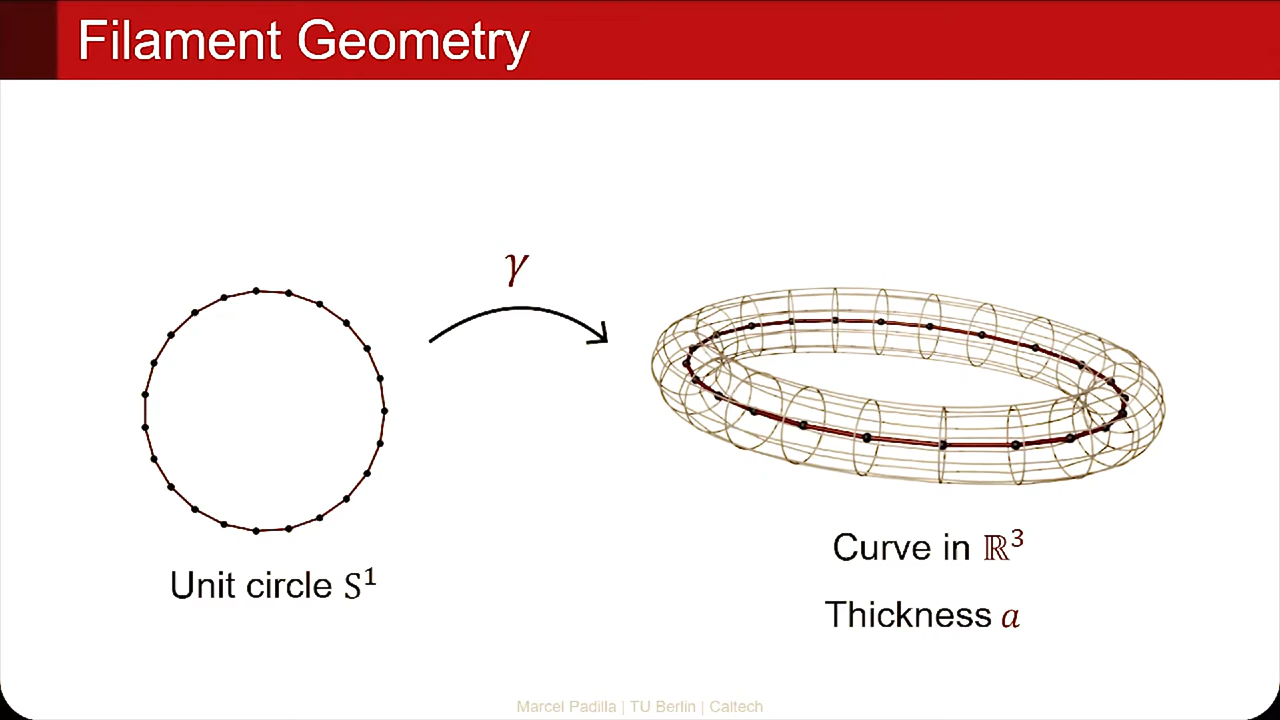 Filament Geometry
γ
Unit circle S¹
Curve in ℝ³
Thickness a
Marcel Padilla | TU Berlin | Caltech